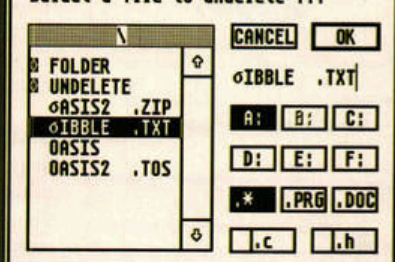 Select a file to undelete ...
\
CANCEL OK
FOLDER
UNDELETE
σASIS2 .ZIP
σIBBLE .TXT
OASIS
OASIS2 .TOS
σIBBLE .TXT
A: B: C:
D: E: F:
.* .PRG .DOC
.c .h